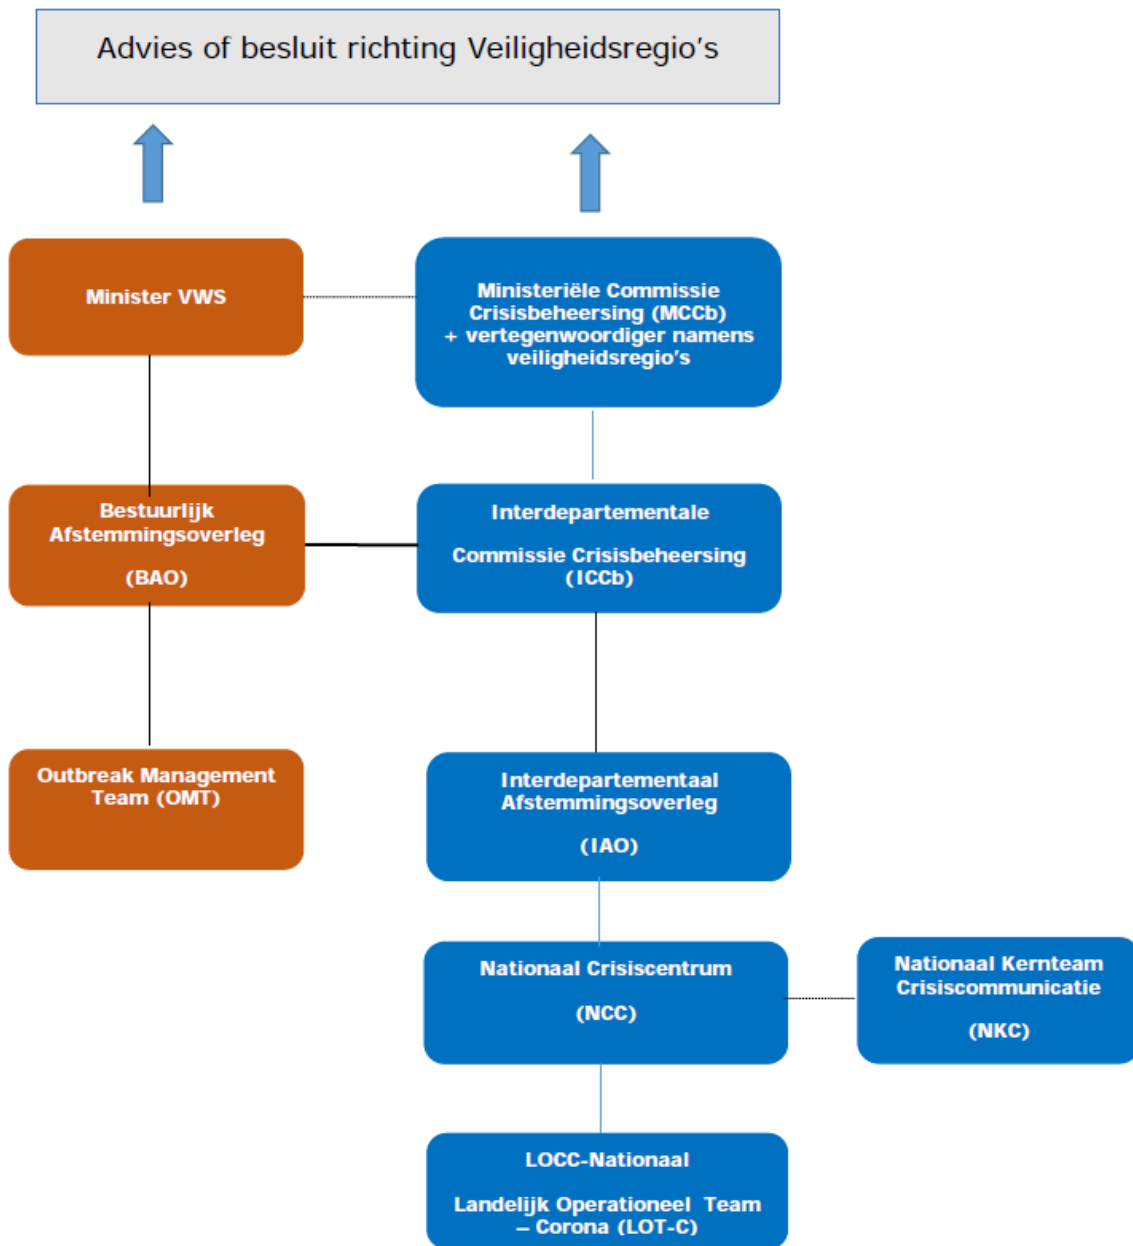 Advies of besluit richting Veiligheidsregio's
Minister VWS
Ministeriële Commissie
Crisisbeheersing (MCCb)
+ vertegenwoordiger namens
veiligheidsregio's
Bestuurlijk
Afstemmingsoverleg
(BAO)
Interdepartementale
Commissie Crisisbeheersing
(ICCb)
Outbreak Management
Team (OMT)
Interdepartementaal
Afstemmingsoverleg
(IAO)
Nationaal Crisiscentrum
(NCC)
Nationaal Kernteam
Crisiscommunicatie
(NKC)
LOCC-Nationaal
Landelijk Operationeel Team
– Corona (LOT-C)